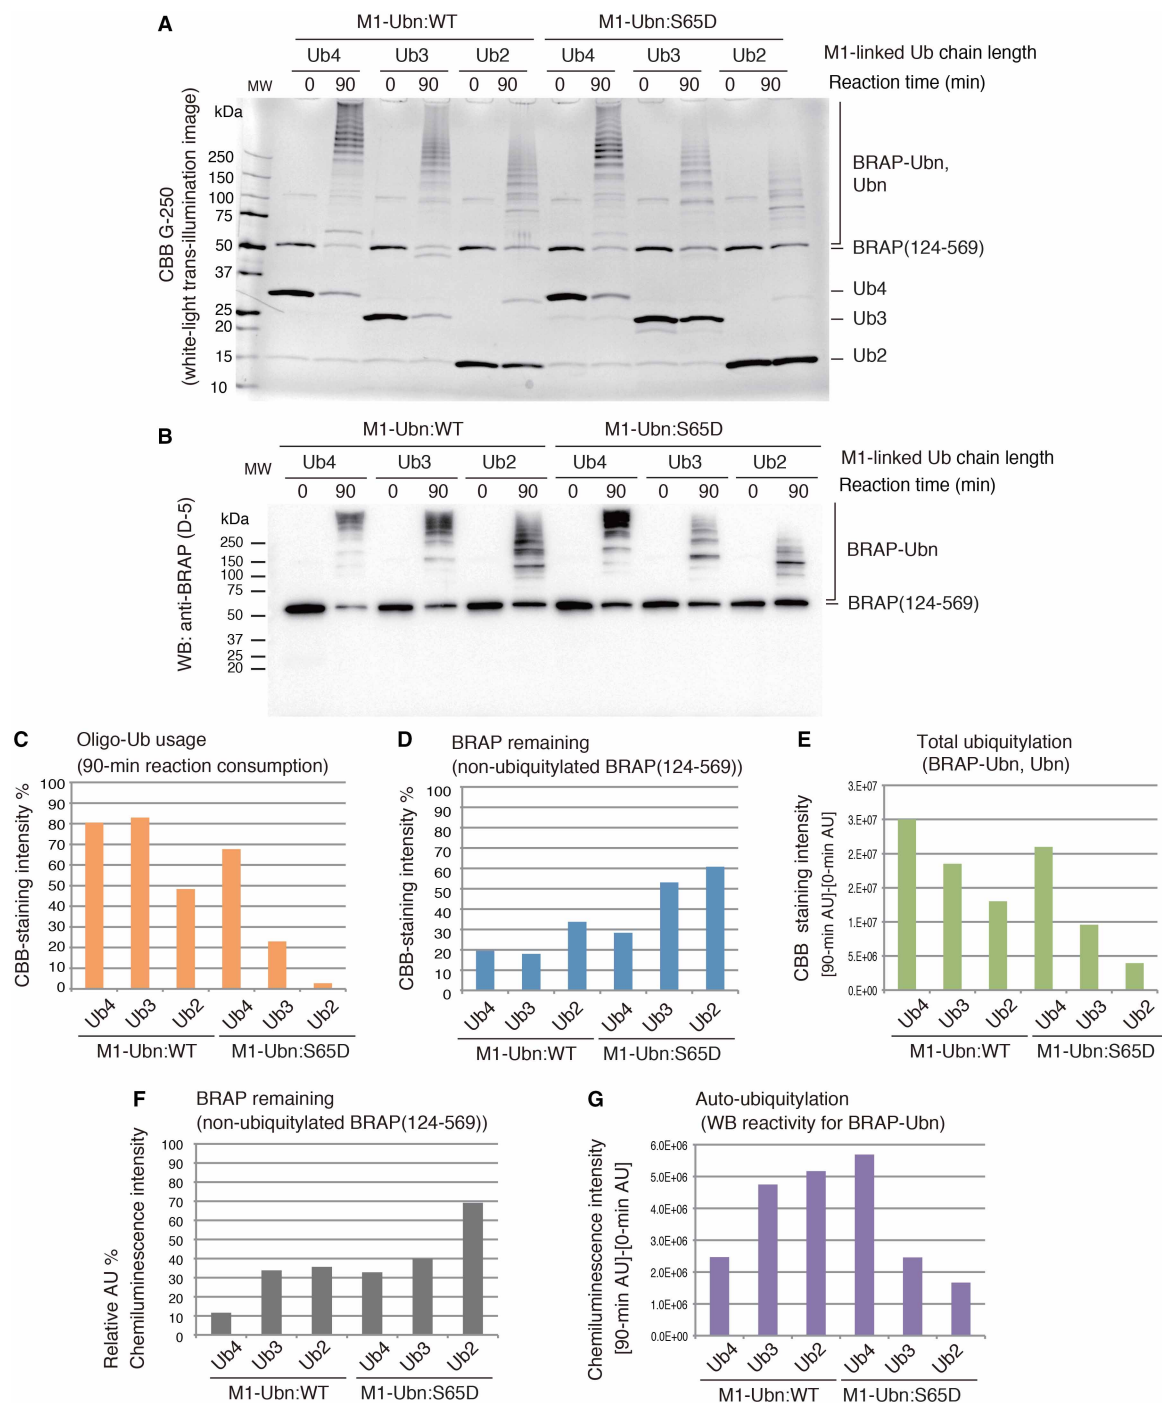 A
M1-Ubn:WT
M1-Ubn:S65D
Ub4
Ub3
Ub2
Ub4
Ub3
Ub2
M1-linked Ub chain length
MW
0
90
0
90
0
90
0
90
0
90
0
90
Reaction time (min)
CBB G-250
(white-light trans-illumination image)
kDa
250
150
100
75
50
37
25
20
15
10
BRAP-Ubn,
Ubn
BRAP(124-569)
Ub4
Ub3
Ub2
B
M1-Ubn:WT
M1-Ubn:S65D
MW
Ub4
Ub3
Ub2
Ub4
Ub3
Ub2
M1-linked Ub chain length
0
90
0
90
0
90
0
90
0
90
0
90
Reaction time (min)
WB: anti-BRAP (D-5)
kDa
250
150
100
75
50
37
25
20
BRAP-Ubn
BRAP(124-569)
C
Oligo-Ub usage
(90-min reaction consumption)
CBB-staining intensity %
100
90
80
70
60
50
40
30
20
10
0
Ub4
Ub3
Ub2
Ub4
Ub3
Ub2
M1-Ubn:WT
M1-Ubn:S65D
D
BRAP remaining
(non-ubiquitylated BRAP(124-569))
CBB-staining intensity %
100
90
80
70
60
50
40
30
20
10
0
Ub4
Ub3
Ub2
Ub4
Ub3
Ub2
M1-Ubn:WT
M1-Ubn:S65D
E
Total ubiquitylation
(BRAP-Ubn, Ubn)
CBB staining intensity
[90-min AU]-[0-min AU]
3.E+07
3.E+07
2.E+07
2.E+07
1.E+07
5.E+06
0.E+00
Ub4
Ub3
Ub2
Ub4
Ub3
Ub2
M1-Ubn:WT
M1-Ubn:S65D
F
BRAP remaining
(non-ubiquitylated BRAP(124-569))
Relative AU %
Chemiluminescence intensity
100
90
80
70
60
50
40
30
20
10
0
Ub4
Ub3
Ub2
Ub4
Ub3
Ub2
M1-Ubn:WT
M1-Ubn:S65D
G
Auto-ubiquitylation
(WB reactivity for BRAP-Ubn)
Chemiluminescence intensity
[90-min AU]-[0-min AU]
6.0E+06
5.0E+06
4.0E+06
3.0E+06
2.0E+06
1.0E+06
0.0E+00
Ub4
Ub3
Ub2
Ub4
Ub3
Ub2
M1-Ubn:WT
M1-Ubn:S65D